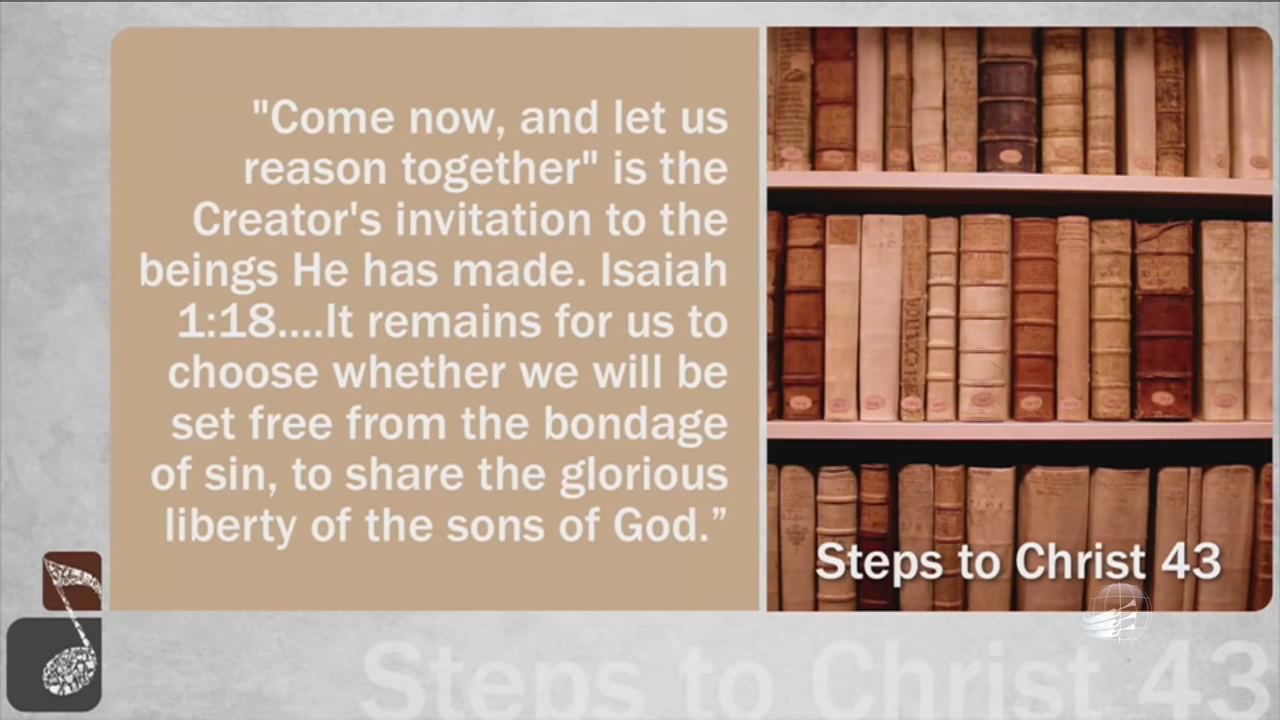 "Come now, and let us
reason together" is the
Creator's invitation to the
beings He has made. Isaiah
1:18....It remains for us to
choose whether we will be
set free from the bondage
of sin, to share the glorious
liberty of the sons of God.”
Steps to Christ 43
Steps to Christ 43